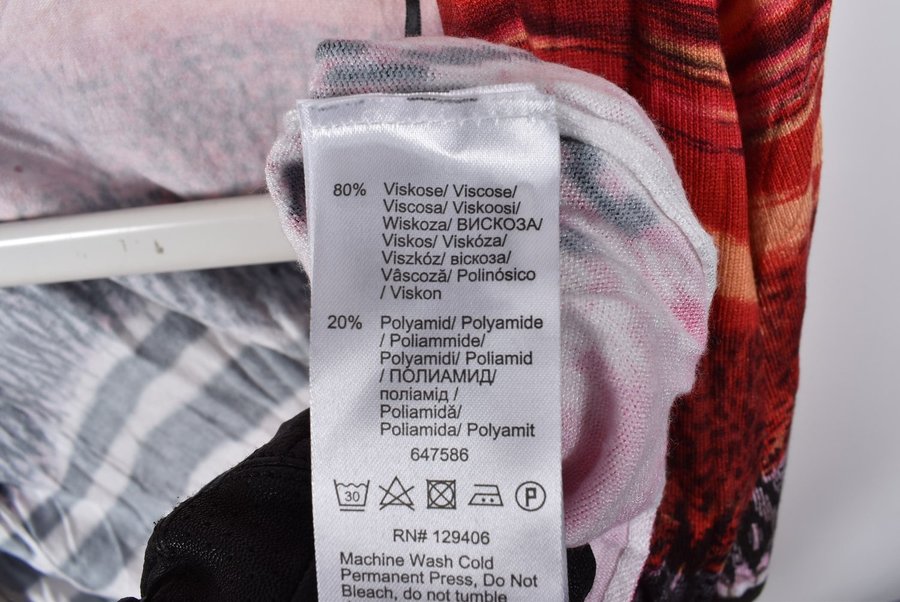 80% Viskose/ Viscose/
Viscosa/ Viskoosi/
Wiskoza/ ВИСКОЗА/
Viskos/ Viskóza/
Viszkóz/ віскоза/
Vâscoză/ Polinósico
/ Viskon
20% Polyamid/ Polyamide
/ Poliammide/
Polyamidi/ Poliamid
/ ПОЛИАМИД/
поліамід /
Poliamidă/
Poliamida/ Polyamit
647586
30 P
RN# 129406
Machine Wash Cold
Permanent Press, Do Not
Bleach, do not tumble